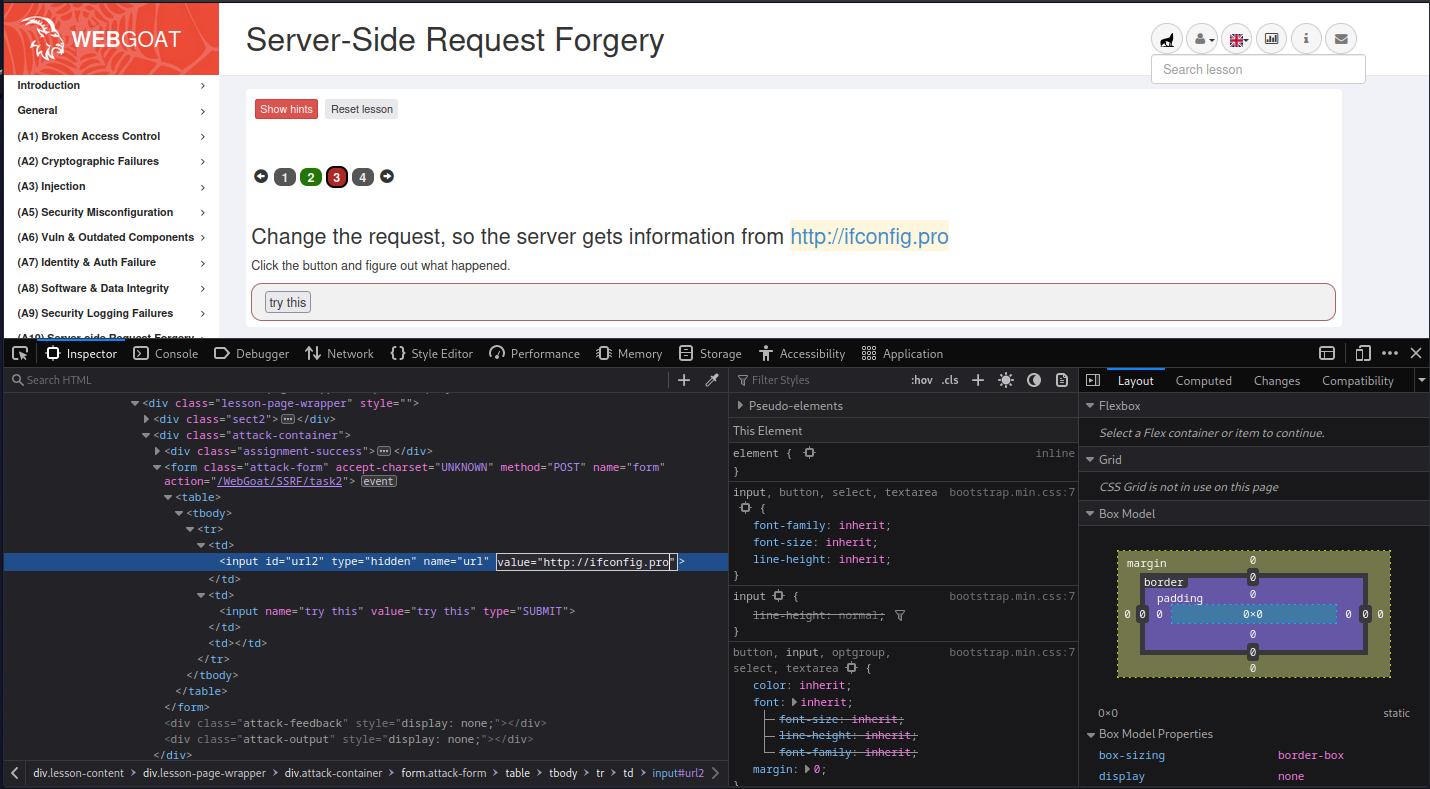 WEBGOAT
Server-Side Request Forgery
Search lesson
Introduction
General
(A1) Broken Access Control
(A2) Cryptographic Failures
(A3) Injection
(A5) Security Misconfiguration
(A6) Vuln & Outdated Components
(A7) Identity & Auth Failure
(A8) Software & Data Integrity
(A9) Security Logging Failures
(A10) Server-side Request Forgery
Show hints Reset lesson
1 2 3 4
Change the request, so the server gets information from http://ifconfig.pro
Click the button and figure out what happened.
try this
Inspector Console Debugger Network Style Editor Performance Memory Storage Accessibility Application
Search HTML
<div class="lesson-page-wrapper" style="">
<div class="sect2"></div>
<div class="attack-container">
<div class="assignment-success"></div>
<form class="attack-form" accept-charset="UNKNOWN" method="POST" name="form"
action="/WebGoat/SSRF/task2"> event
<table>
<tbody>
<tr>
<td>
<input id="url2" type="hidden" name="url" value="http://ifconfig.pro">
</td>
<td>
<input name="try this" value="try this" type="SUBMIT">
</td>
<td></td>
</tr>
</tbody>
</table>
</form>
<div class="attack-feedback" style="display: none;"></div>
<div class="attack-output" style="display: none;"></div>
</div>
div.lesson-content div.lesson-page-wrapper div.attack-container form.attack-form table tbody tr td input#url2
Filter Styles :hov .cls
Pseudo-elements
This Element
element { inline
}
input, button, select, textarea bootstrap.min.css:7
{
font-family: inherit;
font-size: inherit;
line-height: inherit;
}
input { bootstrap.min.css:7
line-height: normal;
}
button, input, optgroup, bootstrap.min.css:7
select, textarea {
color: inherit;
font: inherit;
font-size: inherit;
line-height: inherit;
font-family: inherit;
margin: 0;
}
Layout Computed Changes Compatibility
Flexbox
Select a Flex container or item to continue.
Grid
CSS Grid is not in use on this page
Box Model
margin 0
border 0
padding 0
0 0 0 0×0 0 0 0
0
0
0
0×0 static
Box Model Properties
box-sizing border-box
display none